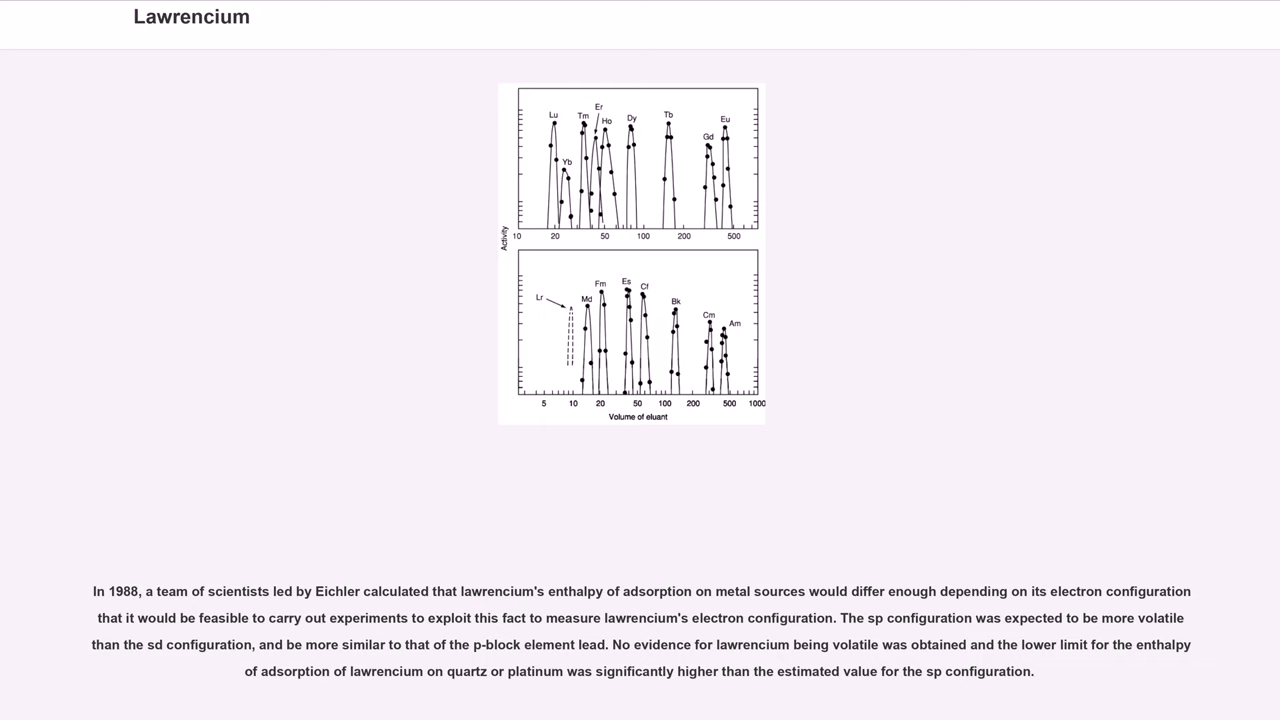 Lawrencium
Er
Lu Tm Ho Dy Tb Eu
Gd
Yb
10 20 50 100 200 500
Activity
Lr Md Fm Es Cf Bk Cm Am
5 10 20 50 100 200 500 1000
Volume of eluant
In 1988, a team of scientists led by Eichler calculated that lawrencium's enthalpy of adsorption on metal sources would differ enough depending on its electron configuration
that it would be feasible to carry out experiments to exploit this fact to measure lawrencium's electron configuration. The sp configuration was expected to be more volatile
than the sd configuration, and be more similar to that of the p-block element lead. No evidence for lawrencium being volatile was obtained and the lower limit for the enthalpy
of adsorption of lawrencium on quartz or platinum was significantly higher than the estimated value for the sp configuration.